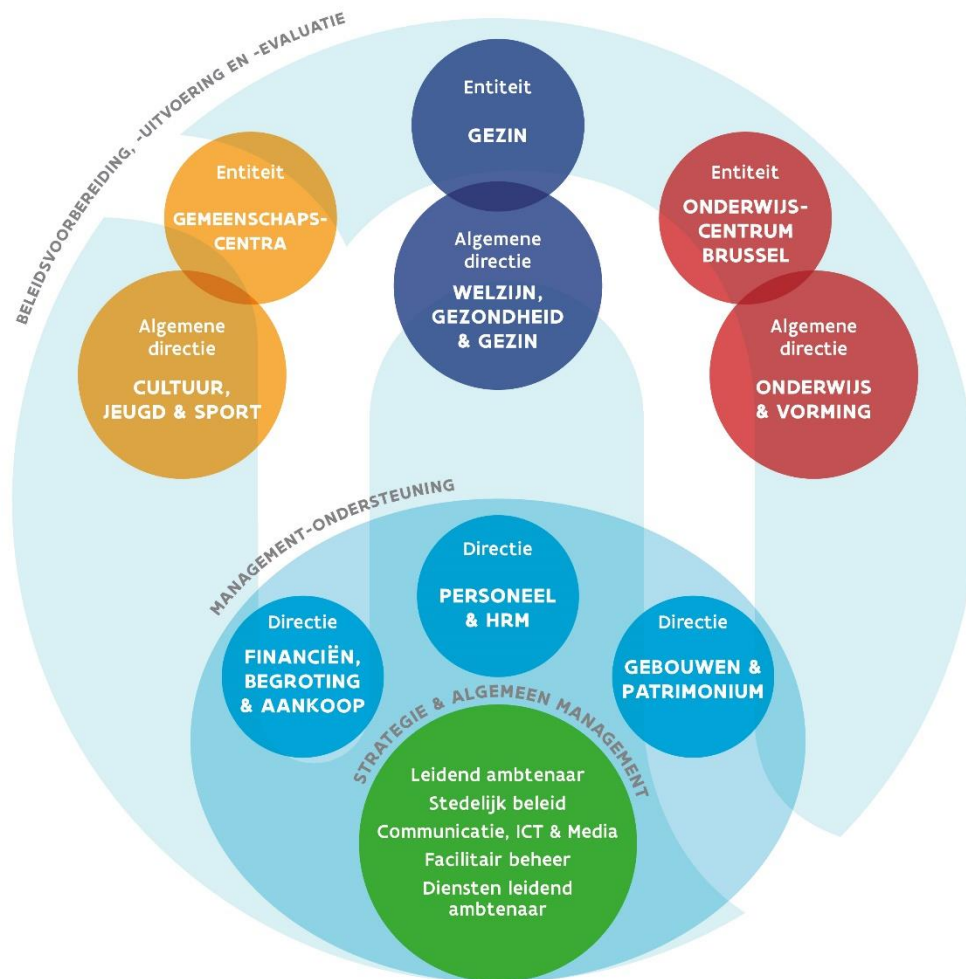 BELEIDSVOORBEREIDING, -UITVOERING EN -EVALUATIE
Entiteit
GEZIN
Entiteit
GEMEENSCHAPS-
CENTRA
Entiteit
ONDERWIJS-
CENTRUM
BRUSSEL
Algemene
directie
WELZIJN,
GEZONDHEID
& GEZIN
Algemene
directie
CULTUUR,
JEUGD & SPORT
Algemene
directie
ONDERWIJS
& VORMING
MANAGEMENT-ONDERSTEUNING
Directie
PERSONEEL
& HRM
Directie
FINANCIËN,
BEGROTING
& AANKOOP
Directie
GEBOUWEN &
PATRIMONIUM
STRATEGIE & ALGEMEEN MANAGEMENT
Leidend ambtenaar
Stedelijk beleid
Communicatie, ICT & Media
Facilitair beheer
Diensten leidend
ambtenaar